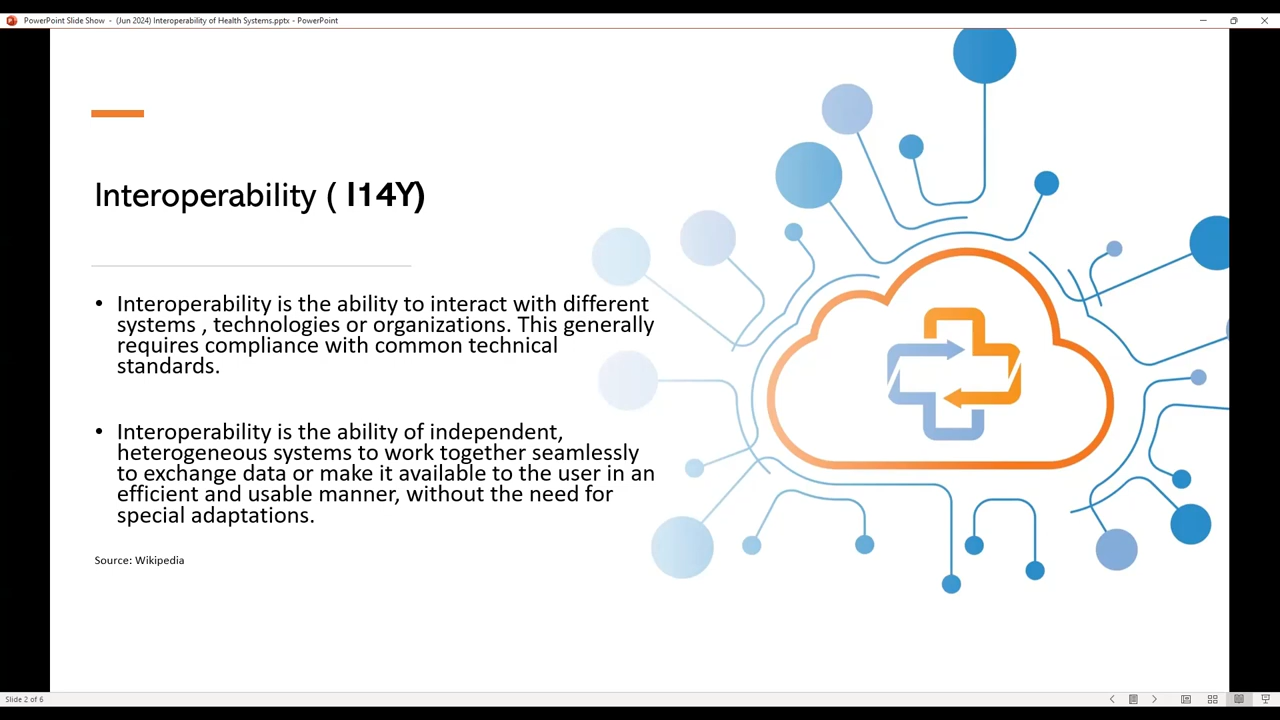 PowerPoint Slide Show - (Jun 2024) Interoperability of Health Systems.pptx - PowerPoint
Interoperability ( I14Y)
• Interoperability is the ability to interact with different
systems , technologies or organizations. This generally
requires compliance with common technical
standards.
• Interoperability is the ability of independent,
heterogeneous systems to work together seamlessly
to exchange data or make it available to the user in an
efficient and usable manner, without the need for
special adaptations.
Source: Wikipedia
Slide 2 of 6